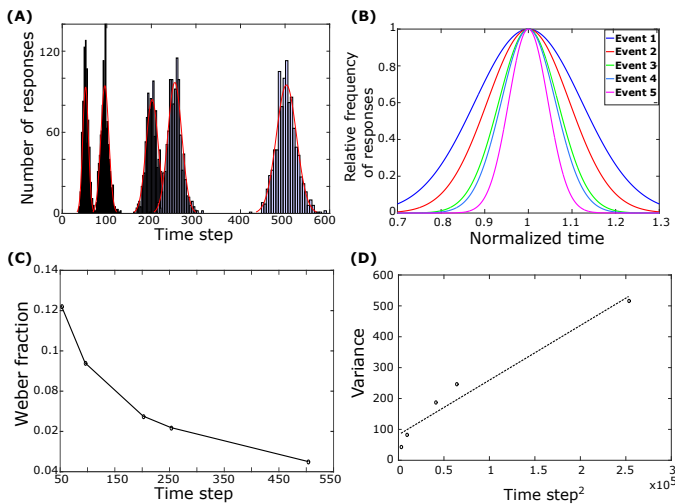 (A)
Number of responses
120
60
0
0
100
200
300
400
500
600
Time step
(B)
Relative frequency
of responses
1
0.8
0.6
0.4
0.2
0
0.7
0.8
0.9
1
1.1
1.2
1.3
Normalized time
Event 1
Event 2
Event 3
Event 4
Event 5
(C)
Weber fraction
0.14
0.12
0.1
0.08
0.02
0.04
50
150
250
350
450
550
Time step
(D)
Variance
600
500
400
300
200
100
0
0
0.5
1
1.5
2
2.5
3
×10⁵
Time step²